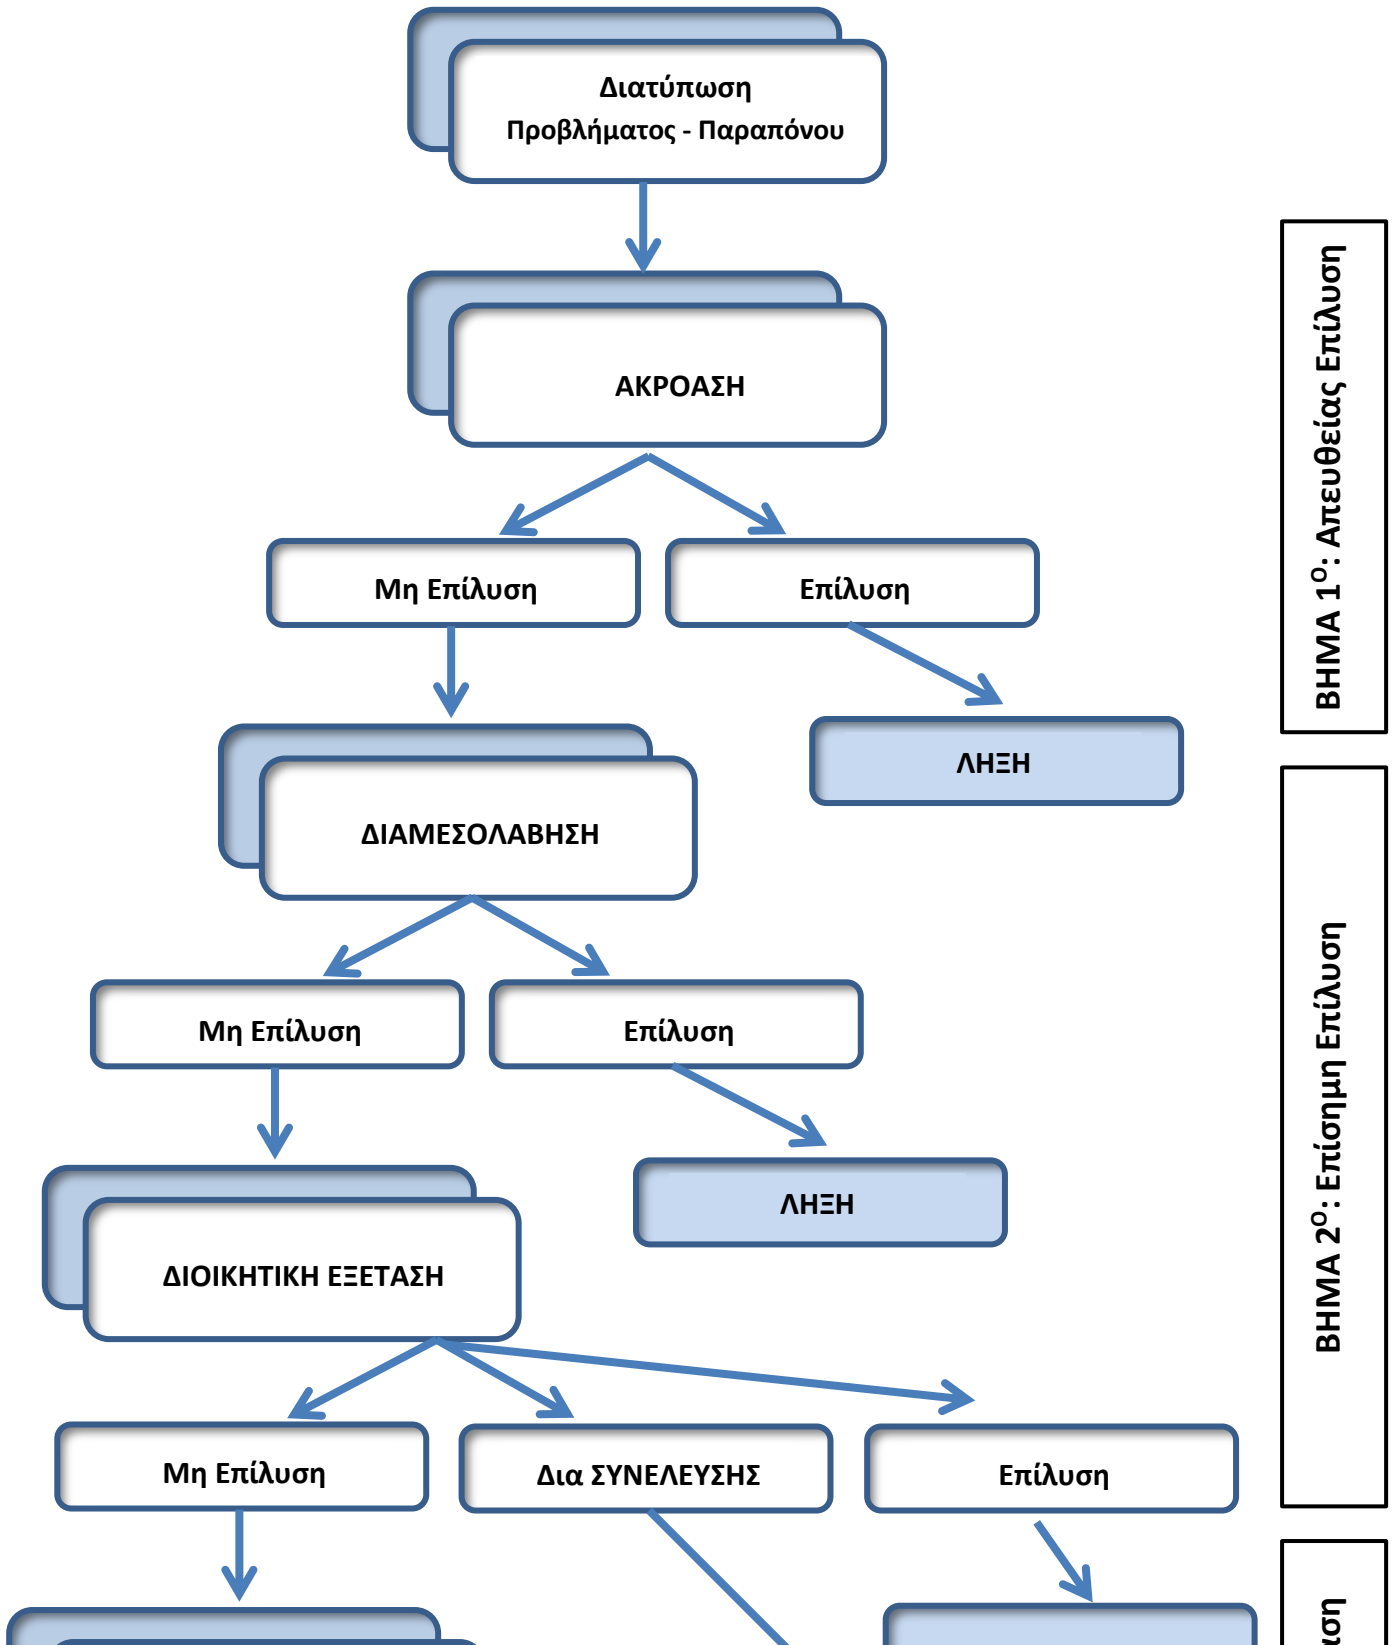 Διατύπωση
Προβλήματος - Παραπόνου
ΑΚΡΟΑΣΗ
Μη Επίλυση
Επίλυση
ΛΗΞΗ
ΒΗΜΑ 1Ο: Απευθείας Επίλυση
ΔΙΑΜΕΣΟΛΑΒΗΣΗ
Μη Επίλυση
Επίλυση
ΛΗΞΗ
ΔΙΟΙΚΗΤΙΚΗ ΕΞΕΤΑΣΗ
Μη Επίλυση
Δια ΣΥΝΕΛΕΥΣΗΣ
Επίλυση
ΒΗΜΑ 2Ο: Επίσημη Επίλυση